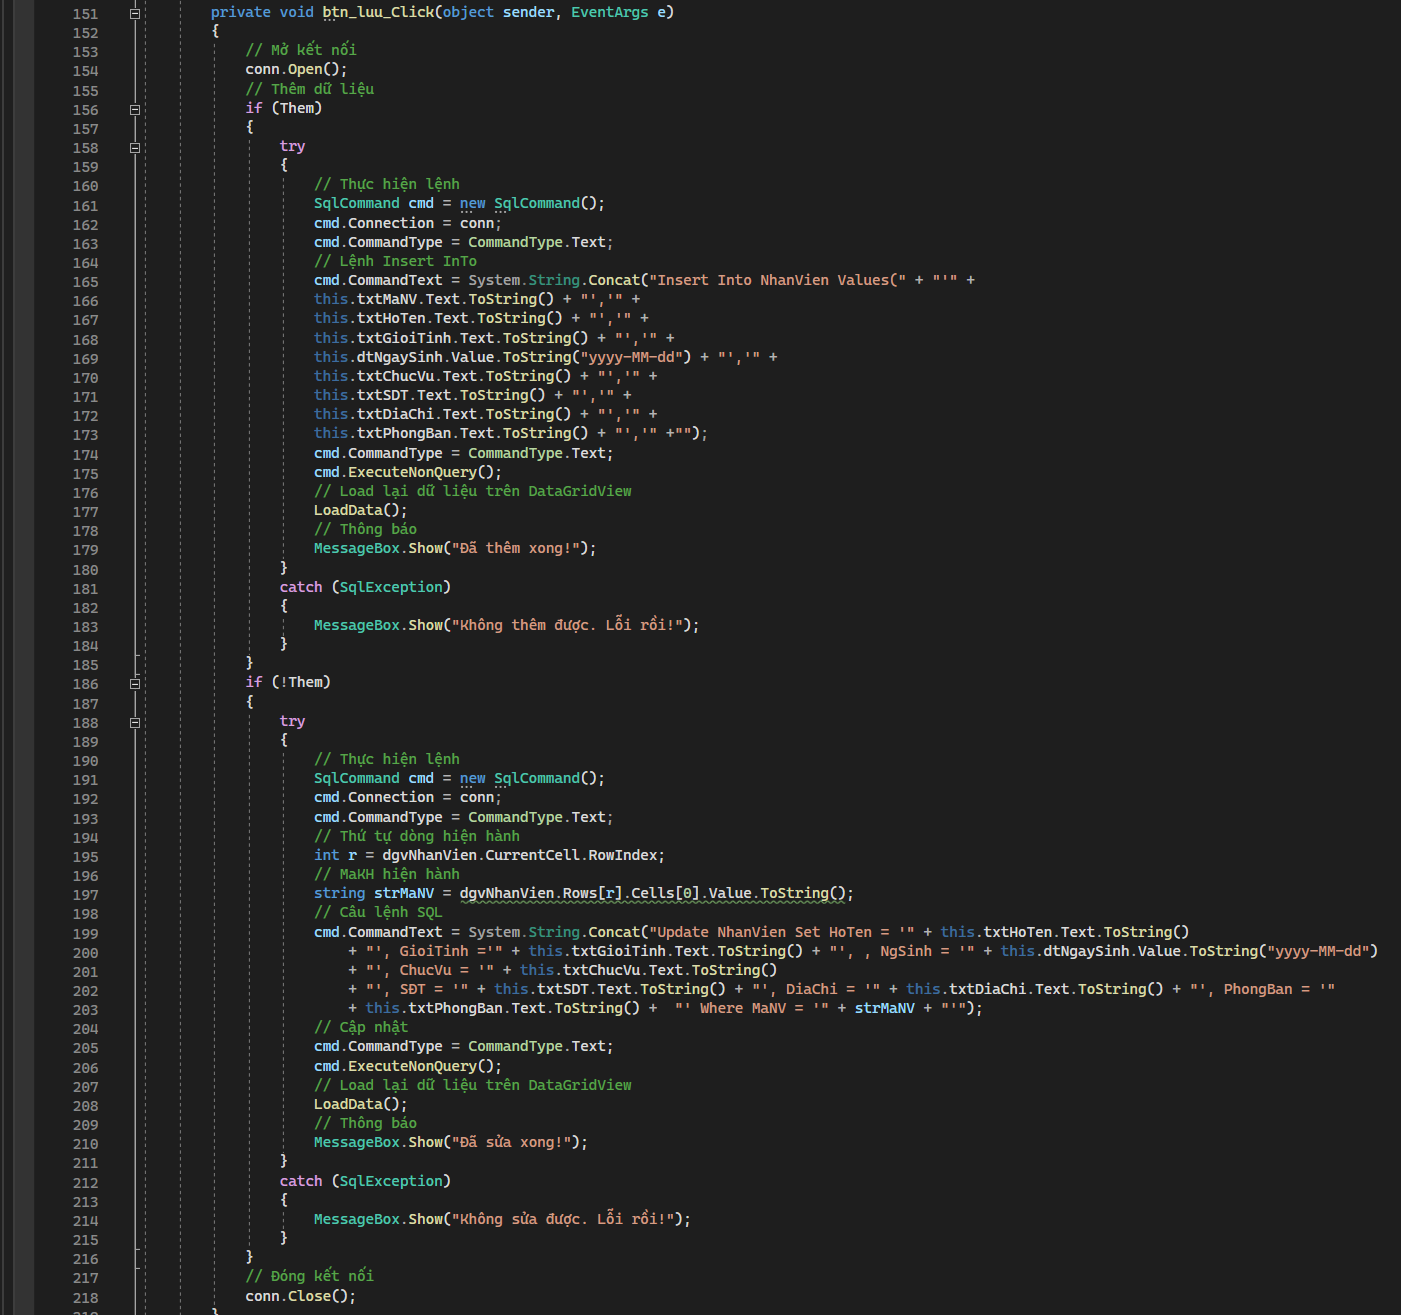 151 private void btn_luu_Click(object sender, EventArgs e)
152 {
153 // Mở kết nối
154 conn.Open();
155 // Thêm dữ liệu
156 if (Them)
157 {
158 try
159 {
160 // Thực hiện lệnh
161 SqlCommand cmd = new SqlCommand();
162 cmd.Connection = conn;
163 cmd.CommandType = CommandType.Text;
164 // Lệnh Insert InTo
165 cmd.CommandText = System.String.Concat("Insert Into NhanVien Values(" + "'" +
166 this.txtMaNV.Text.ToString() + "','" +
167 this.txtHoTen.Text.ToString() + "','" +
168 this.txtGioiTinh.Text.ToString() + "','" +
169 this.dtNgaySinh.Value.ToString("yyyy-MM-dd") + "','" +
170 this.txtChucVu.Text.ToString() + "','" +
171 this.txtSDT.Text.ToString() + "','" +
172 this.txtDiaChi.Text.ToString() + "','" +
173 this.txtPhongBan.Text.ToString() + "','" +"");
174 cmd.CommandType = CommandType.Text;
175 cmd.ExecuteNonQuery();
176 // Load lại dữ liệu trên DataGridView
177 LoadData();
178 // Thông báo
179 MessageBox.Show("Đã thêm xong!");
180 }
181 catch (SqlException)
182 {
183 MessageBox.Show("Không thêm được. Lỗi rồi!");
184 }
185 }
186 if (!Them)
187 {
188 try
189 {
190 // Thực hiện lệnh
191 SqlCommand cmd = new SqlCommand();
192 cmd.Connection = conn;
193 cmd.CommandType = CommandType.Text;
194 // Thứ tự dòng hiện hành
195 int r = dgvNhanVien.CurrentCell.RowIndex;
196 // MaKH hiện hành
197 string strMaNV = dgvNhanVien.Rows[r].Cells[0].Value.ToString();
198 // Câu lệnh SQL
199 cmd.CommandText = System.String.Concat("Update NhanVien Set HoTen = '" + this.txtHoTen.Text.ToString()
200 + "', GioiTinh ='" + this.txtGioiTinh.Text.ToString() + "', , NgSinh = '" + this.dtNgaySinh.Value.ToString("yyyy-MM-dd")
201 + "', ChucVu = '" + this.txtChucVu.Text.ToString()
202 + "', SĐT = '" + this.txtSDT.Text.ToString() + "', DiaChi = '" + this.txtDiaChi.Text.ToString() + "', PhongBan = '"
203 + this.txtPhongBan.Text.ToString() + "' Where MaNV = '" + strMaNV + "'");
204 // Cập nhật
205 cmd.CommandType = CommandType.Text;
206 cmd.ExecuteNonQuery();
207 // Load lại dữ liệu trên DataGridView
208 LoadData();
209 // Thông báo
210 MessageBox.Show("Đã sửa xong!");
211 }
212 catch (SqlException)
213 {
214 MessageBox.Show("Không sửa được. Lỗi rồi!");
215 }
216 }
217 // Đóng kết nối
218 conn.Close();
219 }